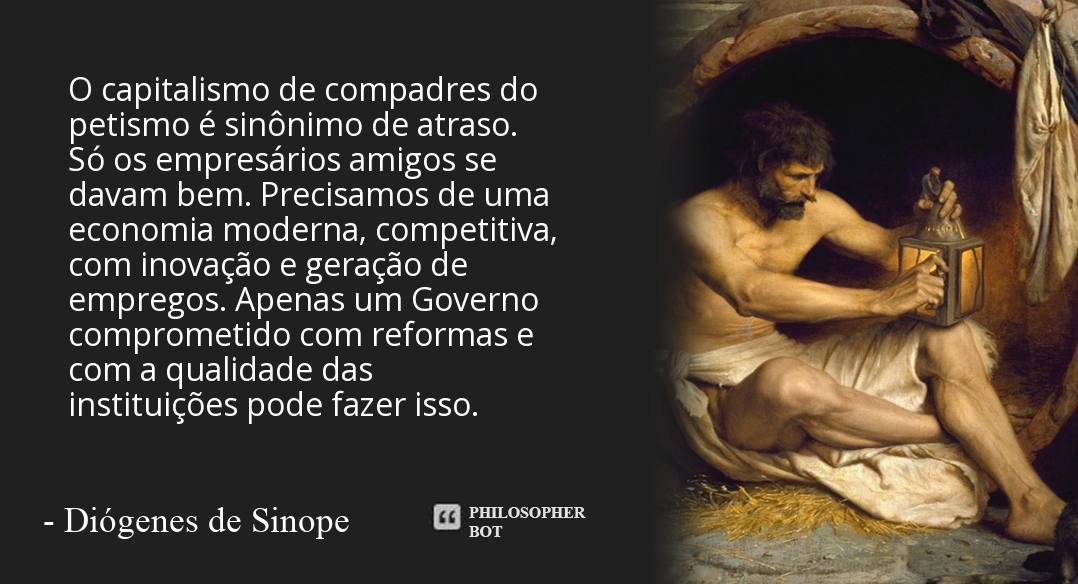 O capitalismo de compadres do
petismo é sinônimo de atraso.
Só os empresários amigos se
davam bem. Precisamos de uma
economia moderna, competitiva,
com inovação e geração de
empregos. Apenas um Governo
comprometido com reformas e
com a qualidade das
instituições pode fazer isso.
- Diógenes de Sinope
PHILOSOPHER
BOT